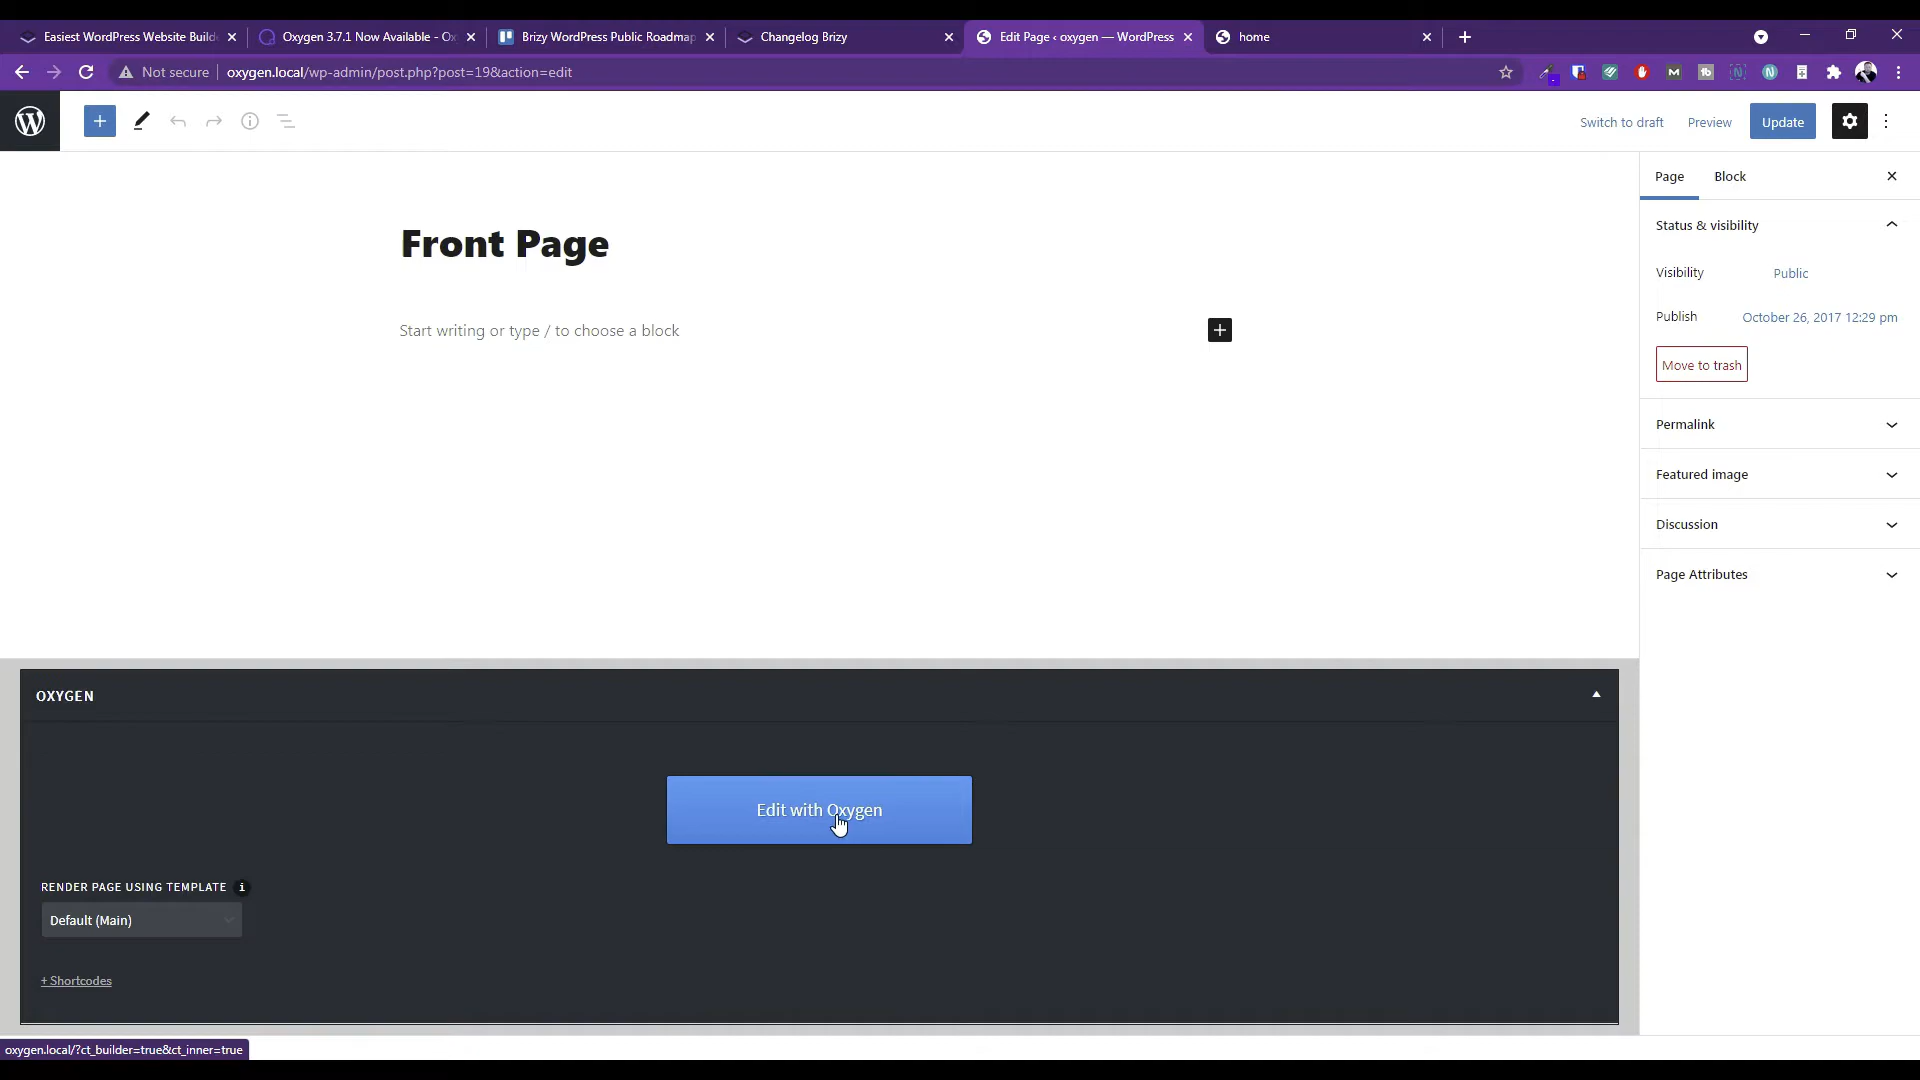 Easiest WordPress Website Build
Oxygen 3.7.1 Now Available - Ox
Brizy WordPress Public Roadmap
Changelog Brizy
Edit Page ‹ oxygen — WordPress
home
Not secure
oxygen.local/wp-admin/post.php?post=19&action=edit
Switch to draft
Preview
Update
Page
Block
Status & visibility
Front Page
Visibility
Public
Publish
October 26, 2017 12:29 pm
Start writing or type / to choose a block
Move to trash
Permalink
Featured image
Discussion
Page Attributes
OXYGEN
Edit with Oxygen
RENDER PAGE USING TEMPLATE
Default (Main)
+ Shortcodes
oxygen.local/?ct_builder=true&ct_inner=true